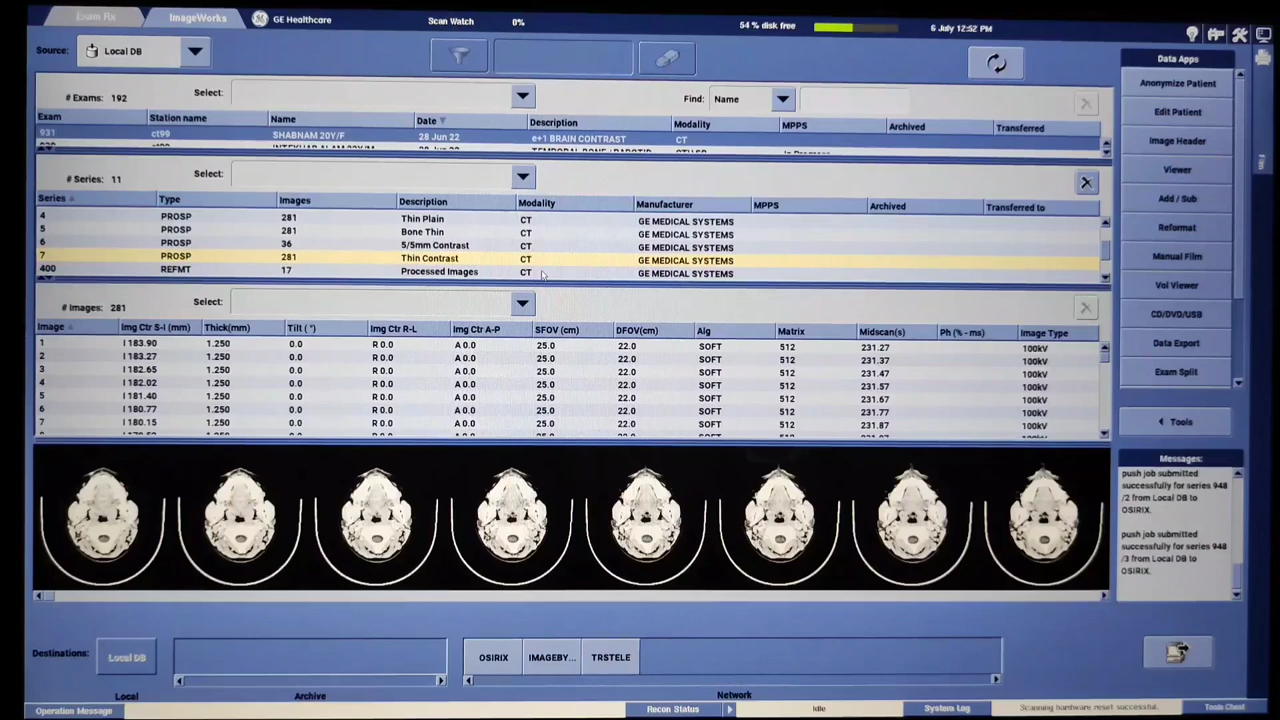 Exam Rx ImageWorks GE Healthcare Scan Watch 0% 54 % disk free 6 July 12:52 PM
Source: Local DB
Data Apps
# Exams: 192 Select: Find: Name
Exam Station name Name Date Description Modality MPPS Archived Transferred
931 ct99 SHABNAM 20Y/F 28 Jun 22 e+1 BRAIN CONTRAST CT
# Series: 11 Select:
Series Type Images Description Modality Manufacturer MPPS Archived Transferred to
4 PROSP 281 Thin Plain CT GE MEDICAL SYSTEMS
5 PROSP 281 Bone Thin CT GE MEDICAL SYSTEMS
6 PROSP 36 5/5mm Contrast CT GE MEDICAL SYSTEMS
7 PROSP 281 Thin Contrast CT GE MEDICAL SYSTEMS
400 REFMT 17 Processed Images CT GE MEDICAL SYSTEMS
# Images: 281 Select:
Image Img Ctr S-I (mm) Thick(mm) Tilt ( °) Img Ctr R-L Img Ctr A-P SFOV (cm) DFOV(cm) Alg Matrix Midscan(s) Ph (% - ms) Image Type
1 I 183.90 1.250 0.0 R 0.0 A 0.0 25.0 22.0 SOFT 512 231.27 100kV
2 I 183.27 1.250 0.0 R 0.0 A 0.0 25.0 22.0 SOFT 512 231.37 100kV
3 I 182.65 1.250 0.0 R 0.0 A 0.0 25.0 22.0 SOFT 512 231.47 100kV
4 I 182.02 1.250 0.0 R 0.0 A 0.0 25.0 22.0 SOFT 512 231.57 100kV
5 I 181.40 1.250 0.0 R 0.0 A 0.0 25.0 22.0 SOFT 512 231.67 100kV
6 I 180.77 1.250 0.0 R 0.0 A 0.0 25.0 22.0 SOFT 512 231.77 100kV
7 I 180.15 1.250 0.0 R 0.0 A 0.0 25.0 22.0 SOFT 512 231.87 100kV
Anonymize Patient
Edit Patient
Image Header
Viewer
Add / Sub
Reformat
Manual Film
Vol Viewer
CD/DVD/USB
Data Export
Exam Split
Tools
Film
Messages:
push job submitted
successfully for series 948
/2 from Local DB to
OSIRIX.
push job submitted
successfully for series 948
/3 from Local DB to
OSIRIX.
Destinations: Local DB OSIRIX IMAGEBY... TRSTELE
Local Archive Network
Operation Message Recon Status Idle System Log Scanning hardware reset successful. Tools Chest